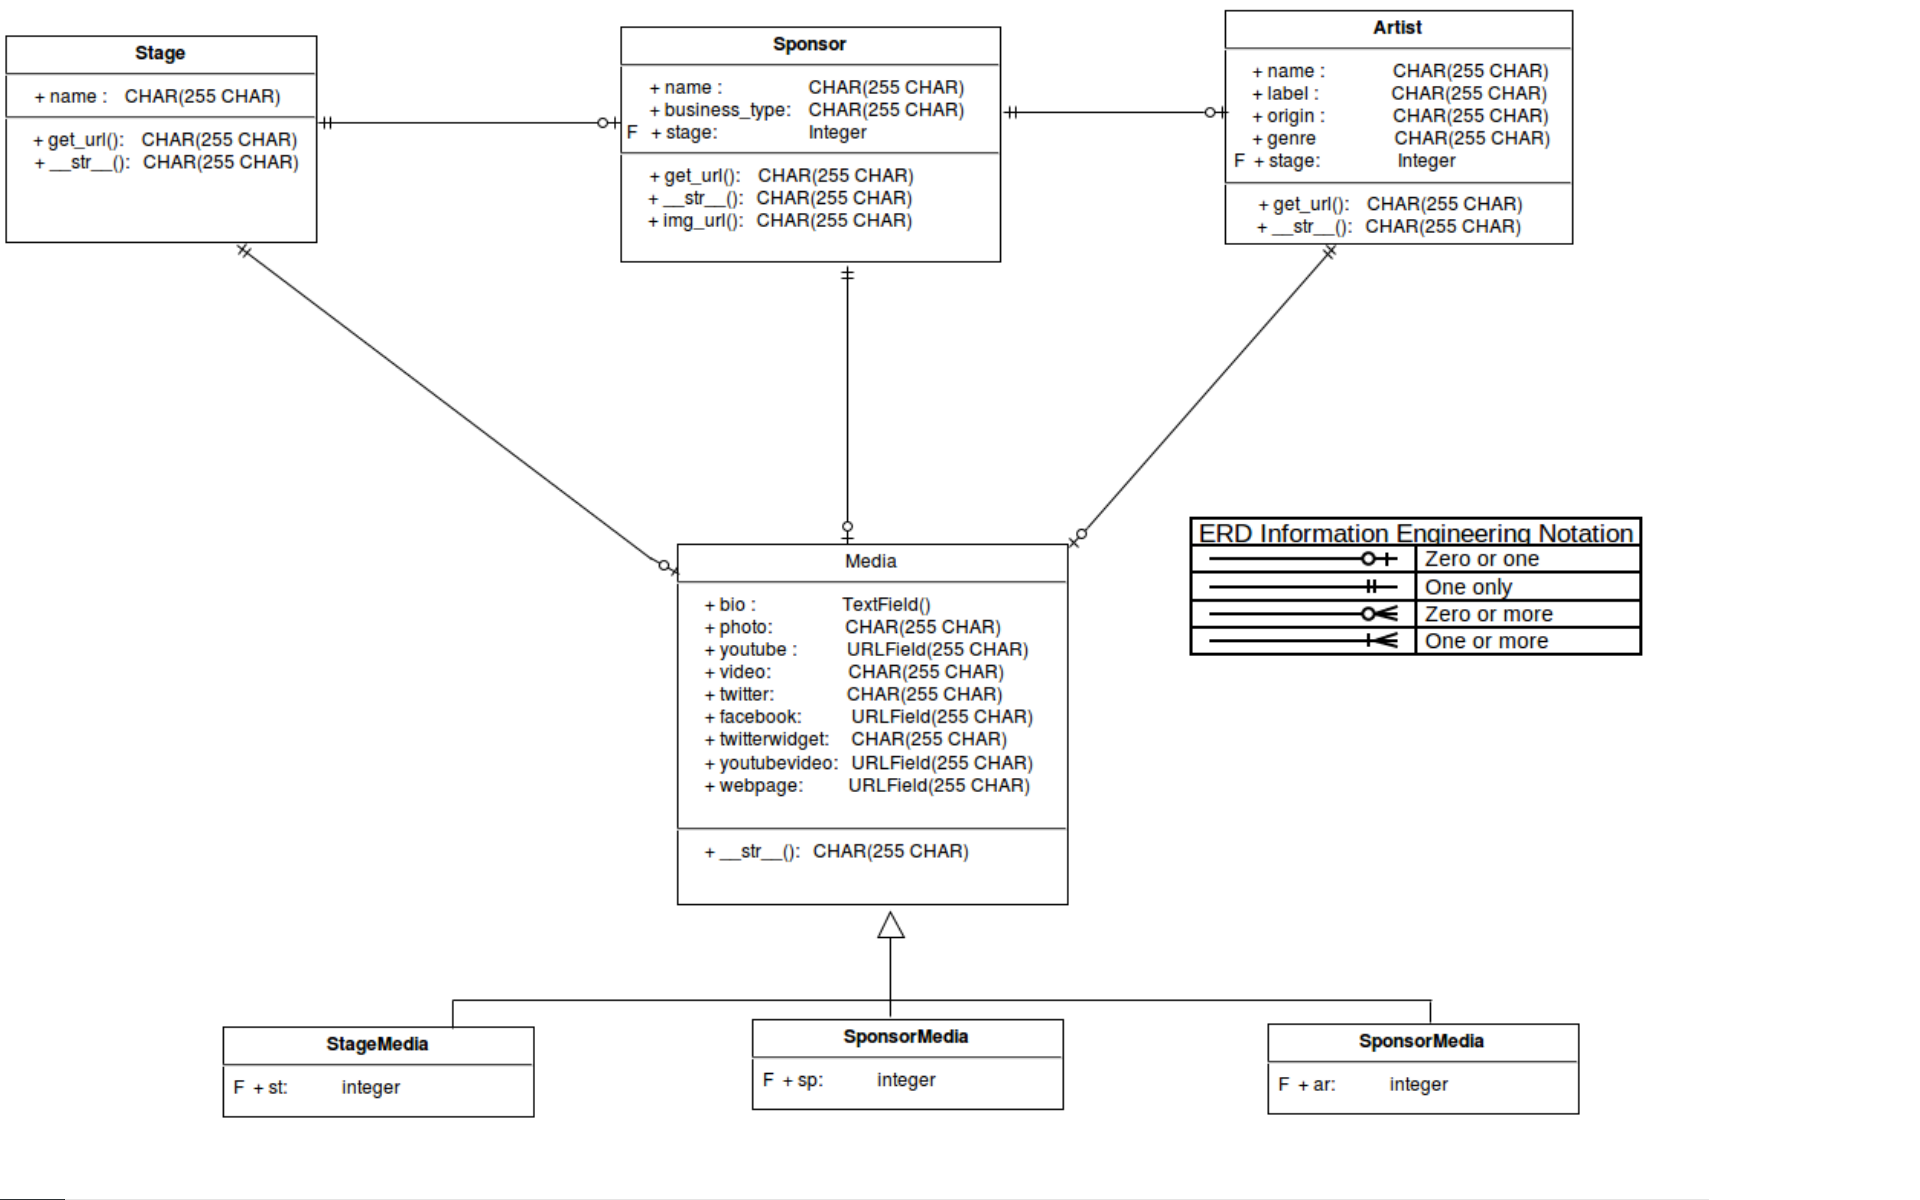 Stage
+ name : CHAR(255 CHAR)
+ get_url(): CHAR(255 CHAR)
+ __str__(): CHAR(255 CHAR)
Sponsor
+ name : CHAR(255 CHAR)
+ business_type: CHAR(255 CHAR)
F + stage: Integer
+ get_url(): CHAR(255 CHAR)
+ __str__(): CHAR(255 CHAR)
+ img_url(): CHAR(255 CHAR)
Artist
+ name : CHAR(255 CHAR)
+ label : CHAR(255 CHAR)
+ origin : CHAR(255 CHAR)
+ genre CHAR(255 CHAR)
F + stage: Integer
+ get_url(): CHAR(255 CHAR)
+ __str__(): CHAR(255 CHAR)
ERD Information Engineering Notation
Zero or one
One only
Zero or more
One or more
Media
+ bio : TextField()
+ photo: CHAR(255 CHAR)
+ youtube : URLField(255 CHAR)
+ video: CHAR(255 CHAR)
+ twitter: CHAR(255 CHAR)
+ facebook: URLField(255 CHAR)
+ twitterwidget: CHAR(255 CHAR)
+ youtubevideo: URLField(255 CHAR)
+ webpage: URLField(255 CHAR)
+ __str__(): CHAR(255 CHAR)
StageMedia
F + st: integer
SponsorMedia
F + sp: integer
SponsorMedia
F + ar: integer